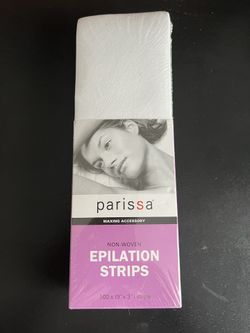 parissa
WAXING ACCESSORY
NON-WOVEN
EPILATION
STRIPS